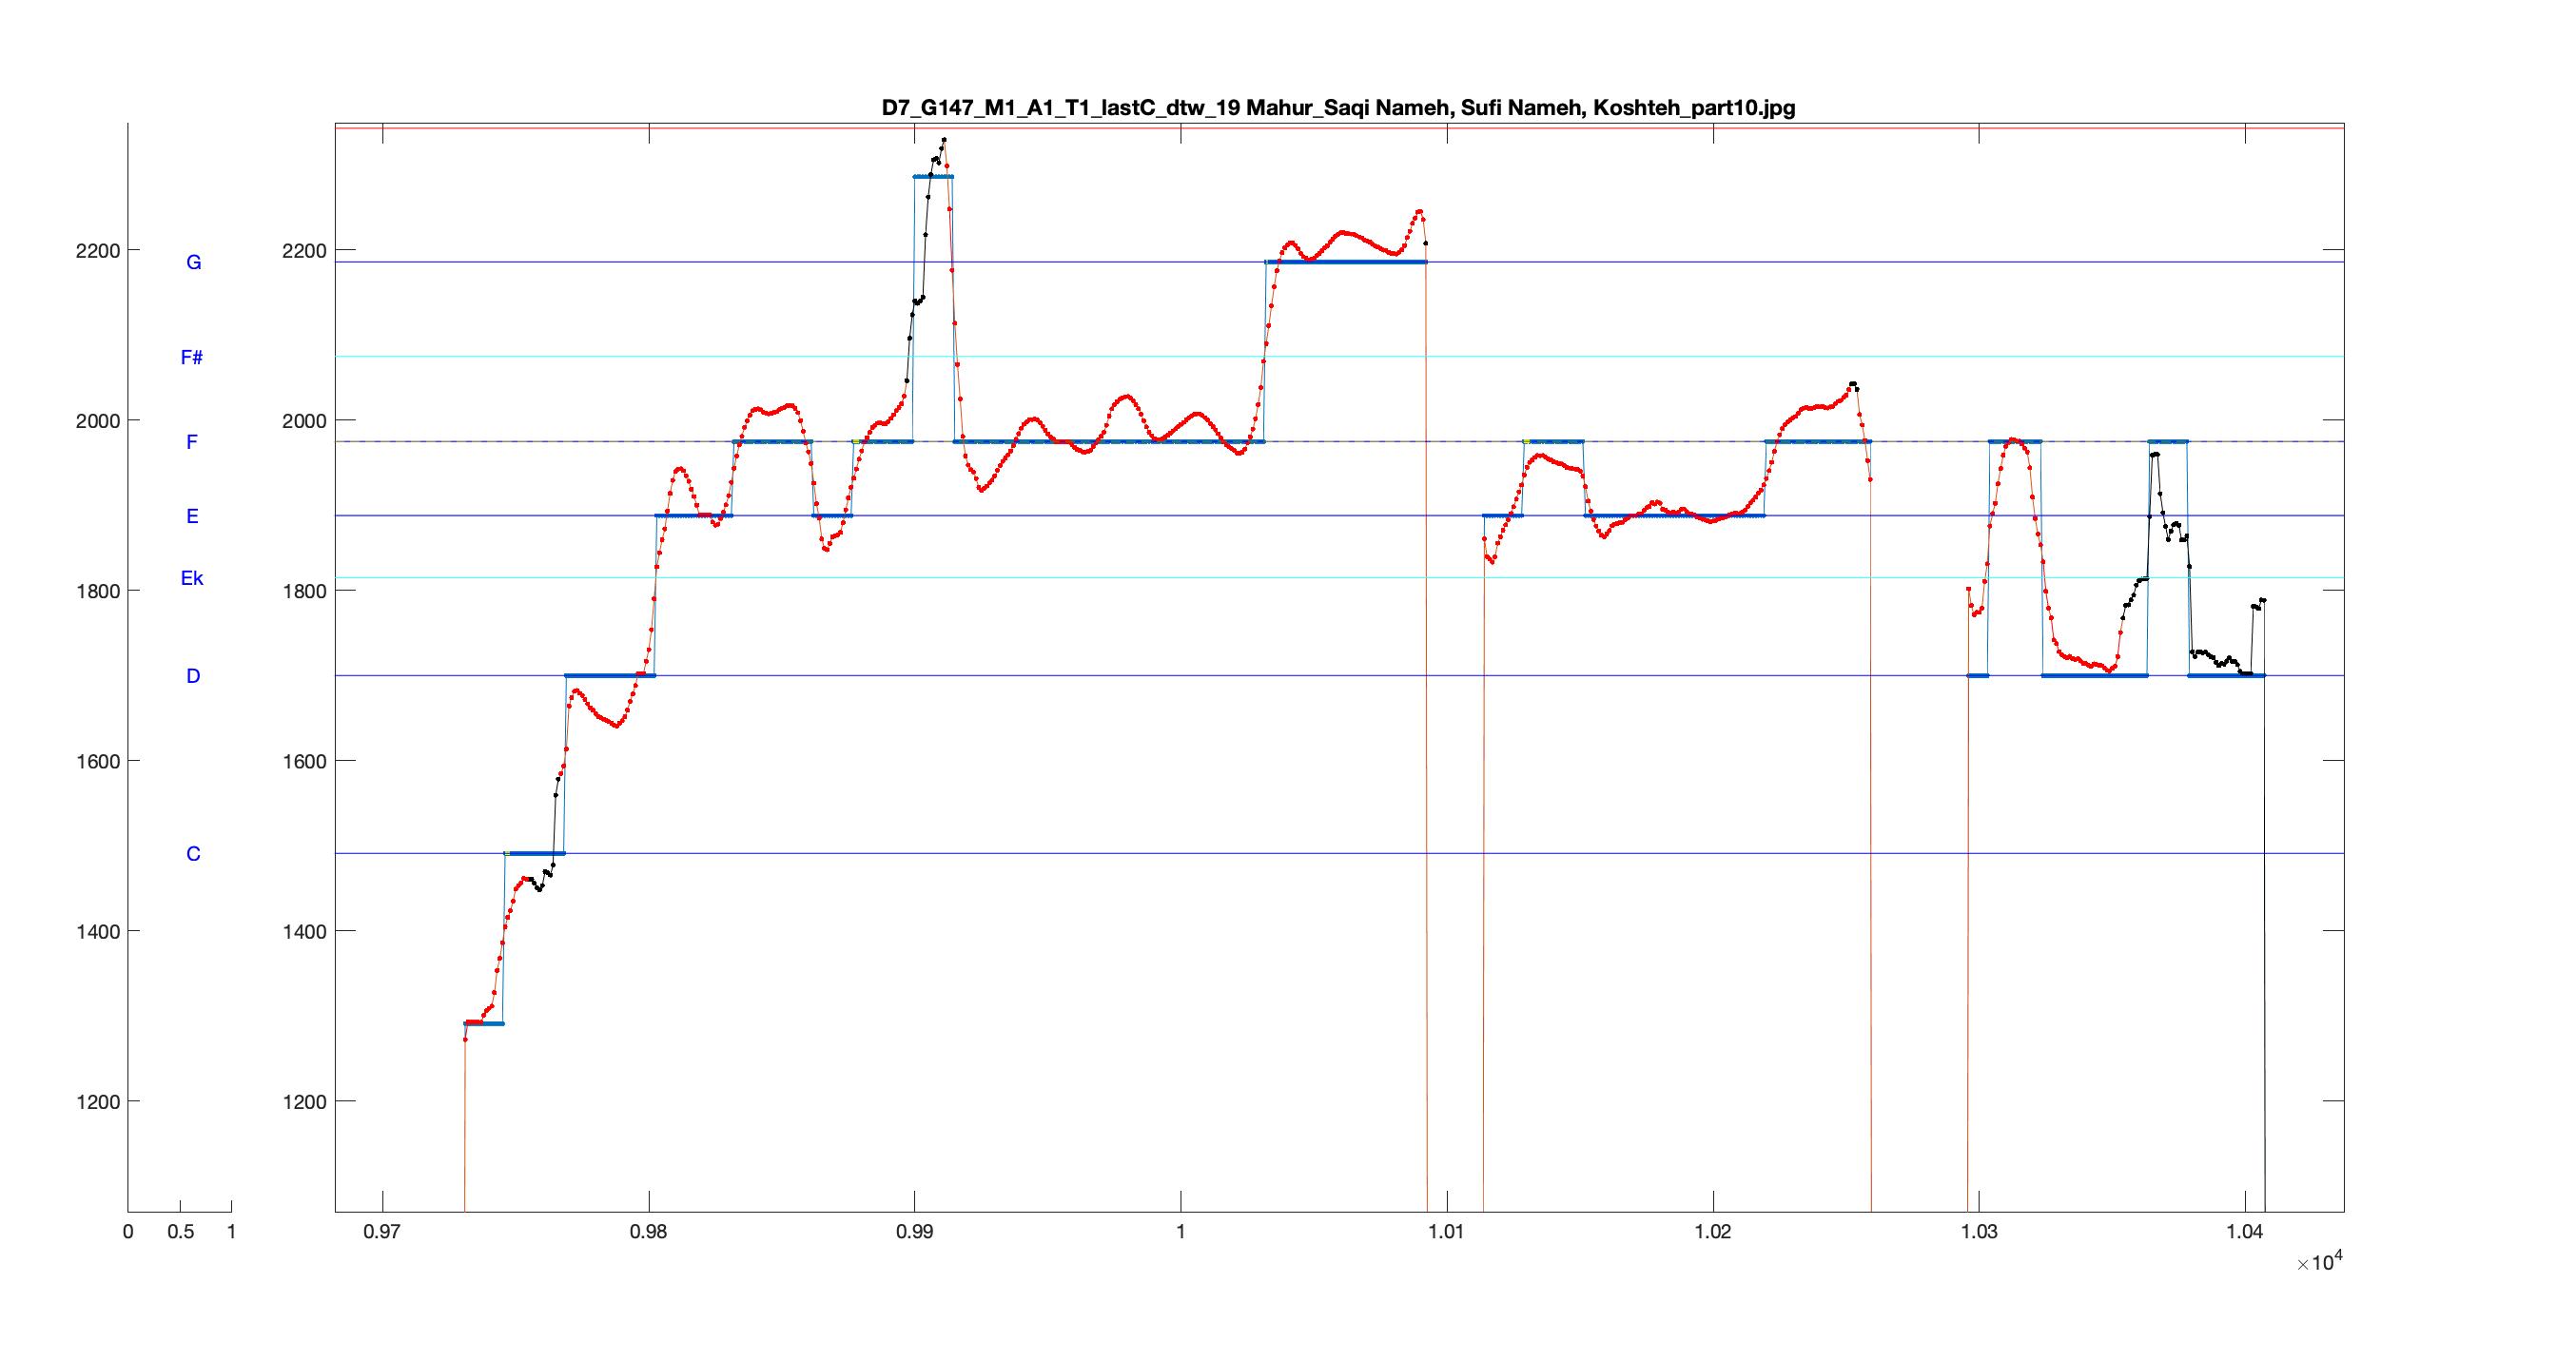 D7_G147_M1_A1_T1_lastC_dtw_19 Mahur_Saqi Nameh, Sufi Nameh, Koshteh_part10.jpg
2200 G 2200
F#
2000 2000
F
E
Ek
1800 1800
D
1600 1600
C
1400 1400
1200 1200
0 0.5 1 0.97 0.98 0.99 1 1.01 1.02 1.03 1.04
×10⁴